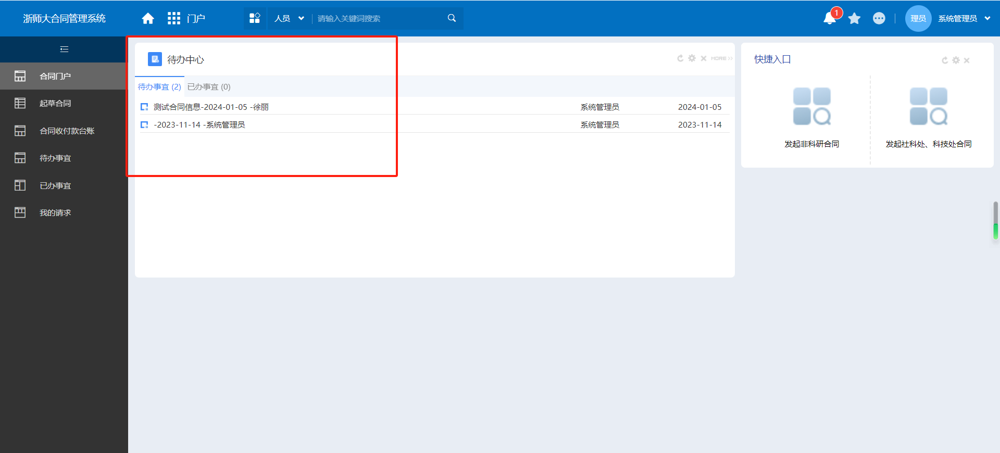 浙师大合同管理系统
门户
人员
请输入关键词搜索
1
理员
系统管理员
合同门户
起草合同
合同收付款台账
待办事宜
已办事宜
我的请求
待办中心
MORE
待办事宜 (2) 已办事宜 (0)
测试合同信息-2024-01-05 -徐丽 系统管理员 2024-01-05
-2023-11-14 -系统管理员 系统管理员 2023-11-14
快捷入口
发起非科研合同
发起社科处、科技处合同